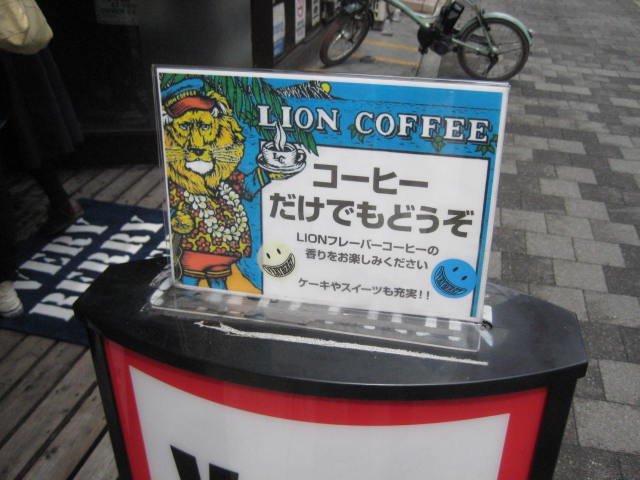 LION COFFEE
LC
コーヒー
だけでもどうぞ
LIONフレーバーコーヒーの
香りをお楽しみください
ケーキやスイーツも充実!!
VERY
BERRY